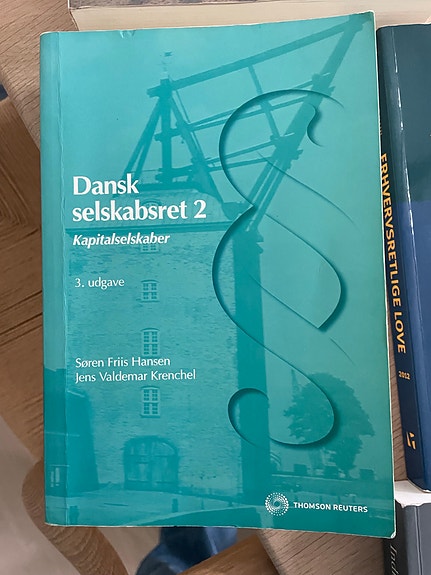 Dansk
selskabsret 2
Kapitalselskaber
3. udgave
Søren Friis Hansen
Jens Valdemar Krenchel
THOMSON REUTERS
ERHVERVSRETLIGE LOVE
2012